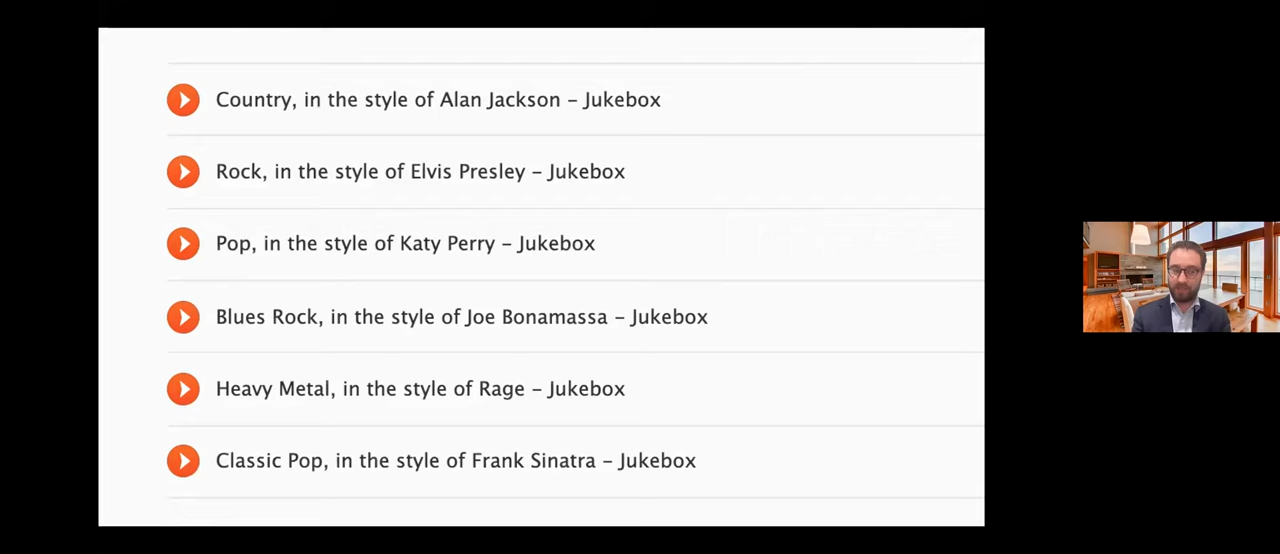 Country, in the style of Alan Jackson – Jukebox
Rock, in the style of Elvis Presley – Jukebox
Pop, in the style of Katy Perry – Jukebox
Blues Rock, in the style of Joe Bonamassa – Jukebox
Heavy Metal, in the style of Rage – Jukebox
Classic Pop, in the style of Frank Sinatra – Jukebox